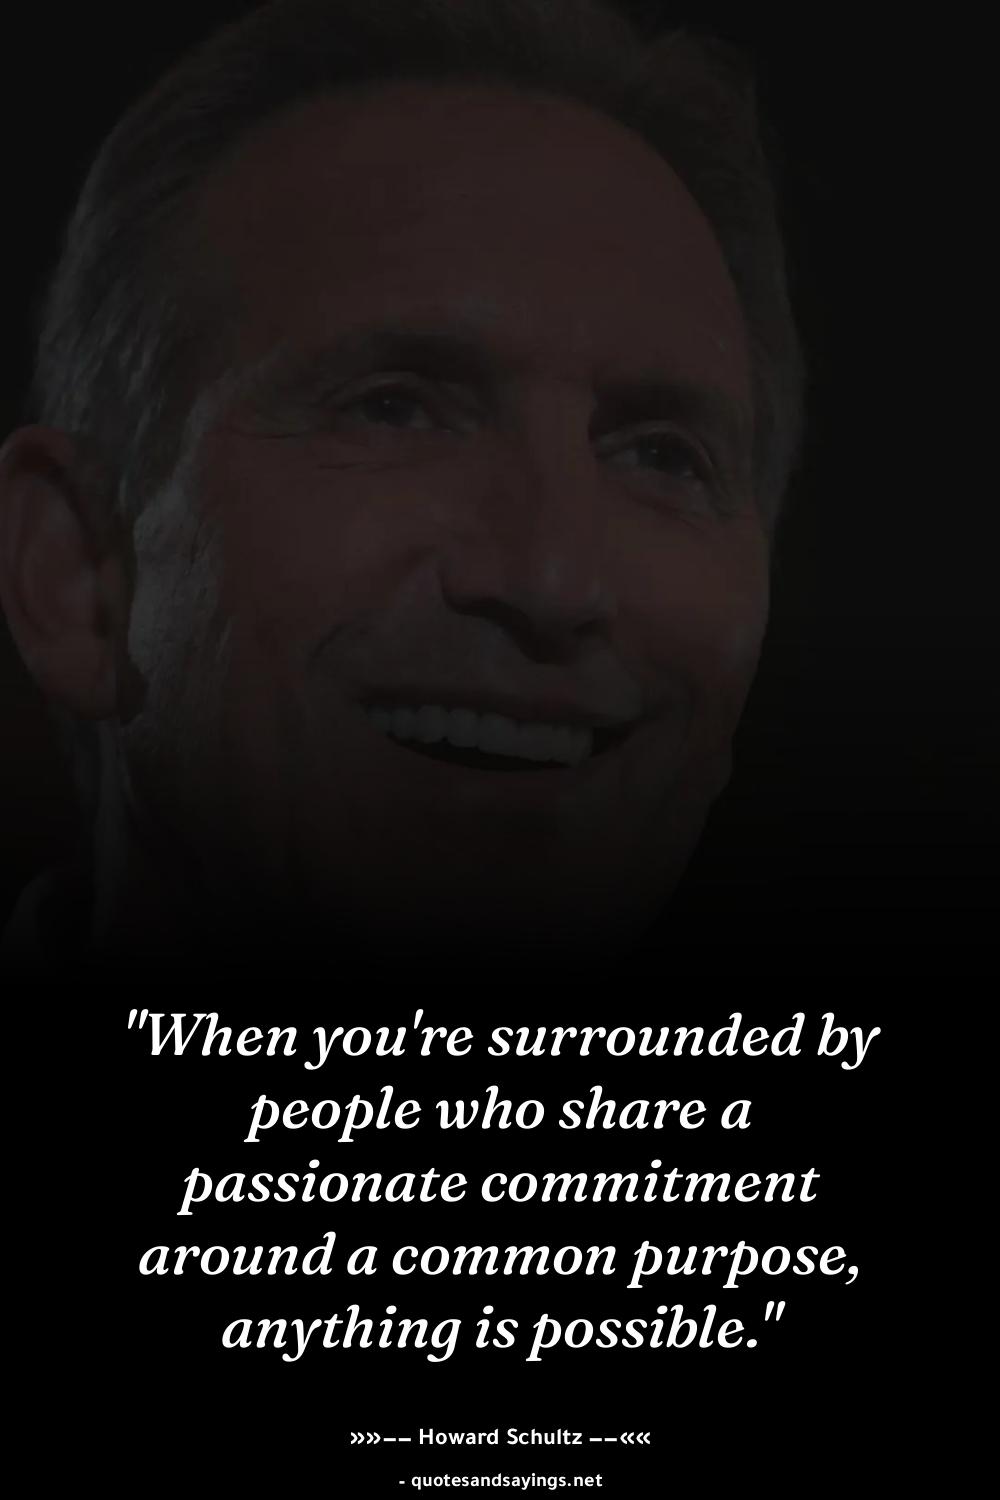 "When you're surrounded by
people who share a
passionate commitment
around a common purpose,
anything is possible."
»»–– Howard Schultz ––««
- quotesandsayings.net